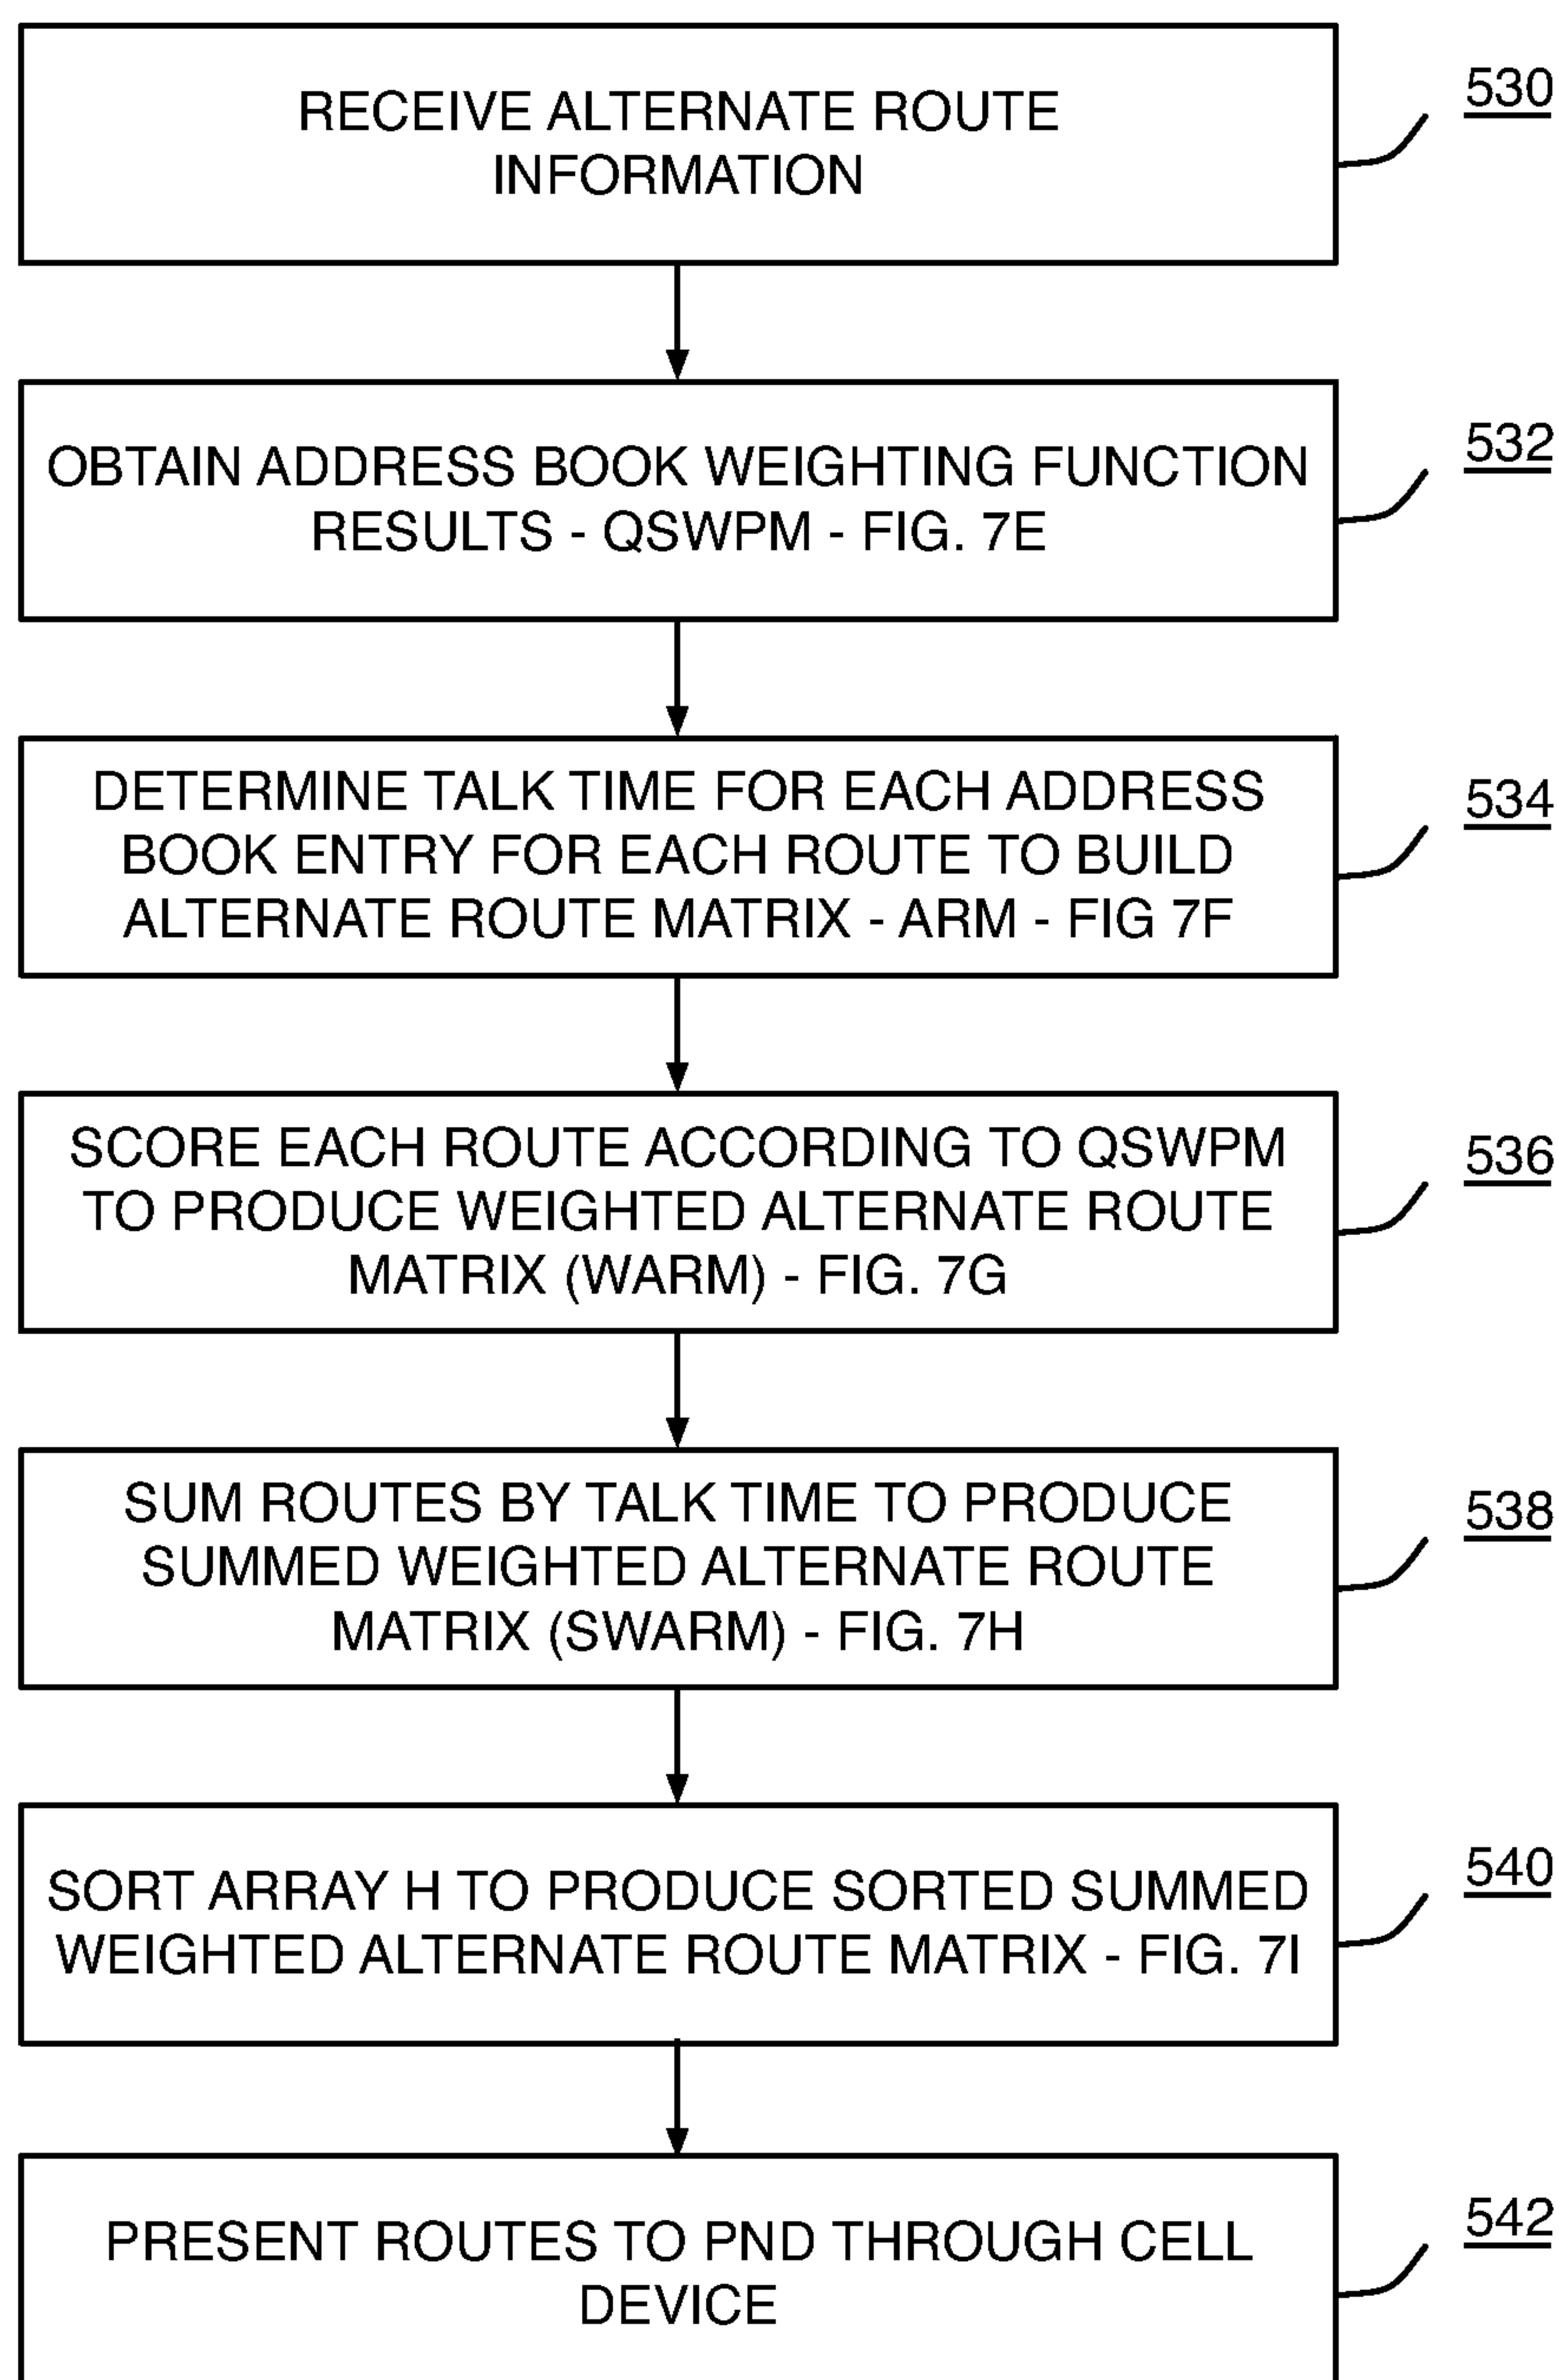 RECEIVE ALTERNATE ROUTE
INFORMATION
530
OBTAIN ADDRESS BOOK WEIGHTING FUNCTION
RESULTS - QSWPM - FIG. 7E
532
DETERMINE TALK TIME FOR EACH ADDRESS
BOOK ENTRY FOR EACH ROUTE TO BUILD
ALTERNATE ROUTE MATRIX - ARM - FIG 7F
534
SCORE EACH ROUTE ACCORDING TO QSWPM
TO PRODUCE WEIGHTED ALTERNATE ROUTE
MATRIX (WARM) - FIG. 7G
536
SUM ROUTES BY TALK TIME TO PRODUCE
SUMMED WEIGHTED ALTERNATE ROUTE
MATRIX (SWARM) - FIG. 7H
538
SORT ARRAY H TO PRODUCE SORTED SUMMED
WEIGHTED ALTERNATE ROUTE MATRIX - FIG. 7I
540
PRESENT ROUTES TO PND THROUGH CELL
DEVICE
542